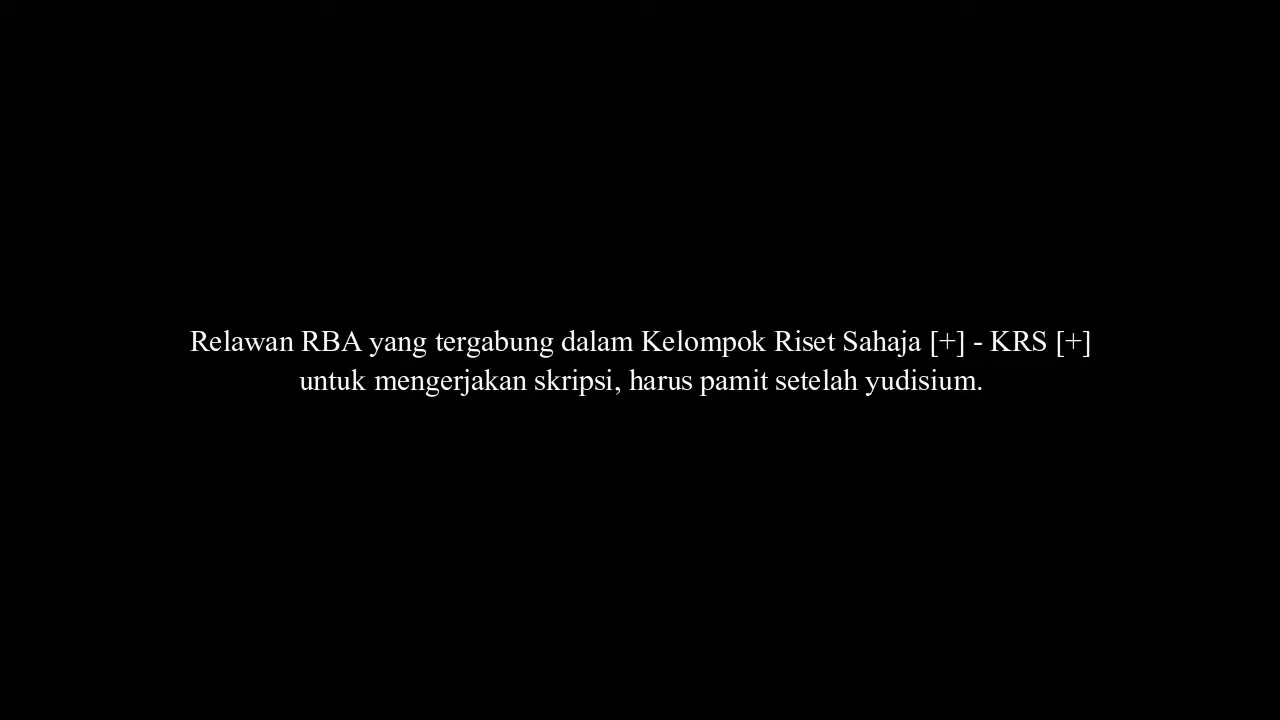 Relawan RBA yang tergabung dalam Kelompok Riset Sahaja [+] - KRS [+]
untuk mengerjakan skripsi, harus pamit setelah yudisium.